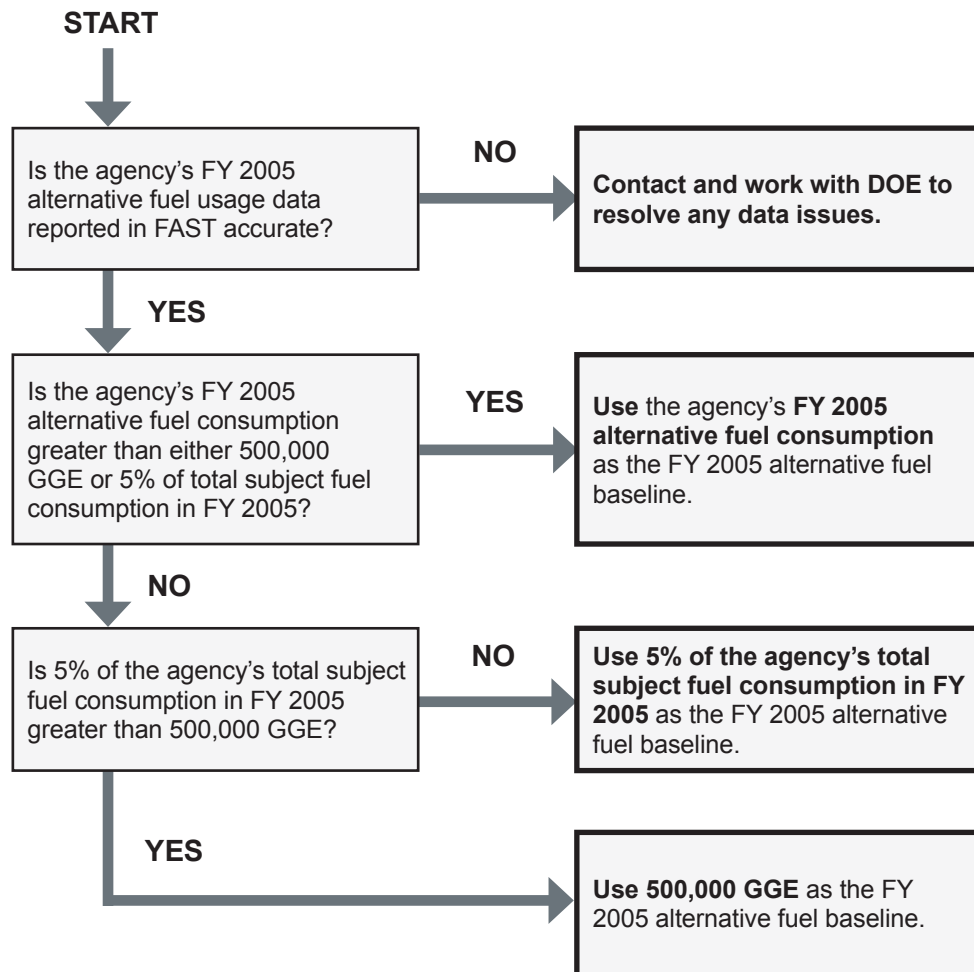 START
Is the agency’s FY 2005
alternative fuel usage data
reported in FAST accurate?
NO
Contact and work with DOE to
resolve any data issues.
YES
Is the agency’s FY 2005
alternative fuel consumption
greater than either 500,000
GGE or 5% of total subject fuel
consumption in FY 2005?
YES
Use the agency’s FY 2005
alternative fuel consumption
as the FY 2005 alternative fuel
baseline.
NO
Is 5% of the agency’s total subject
fuel consumption in FY 2005
greater than 500,000 GGE?
NO
Use 5% of the agency’s total
subject fuel consumption in FY
2005 as the FY 2005 alternative
fuel baseline.
YES
Use 500,000 GGE as the FY
2005 alternative fuel baseline.